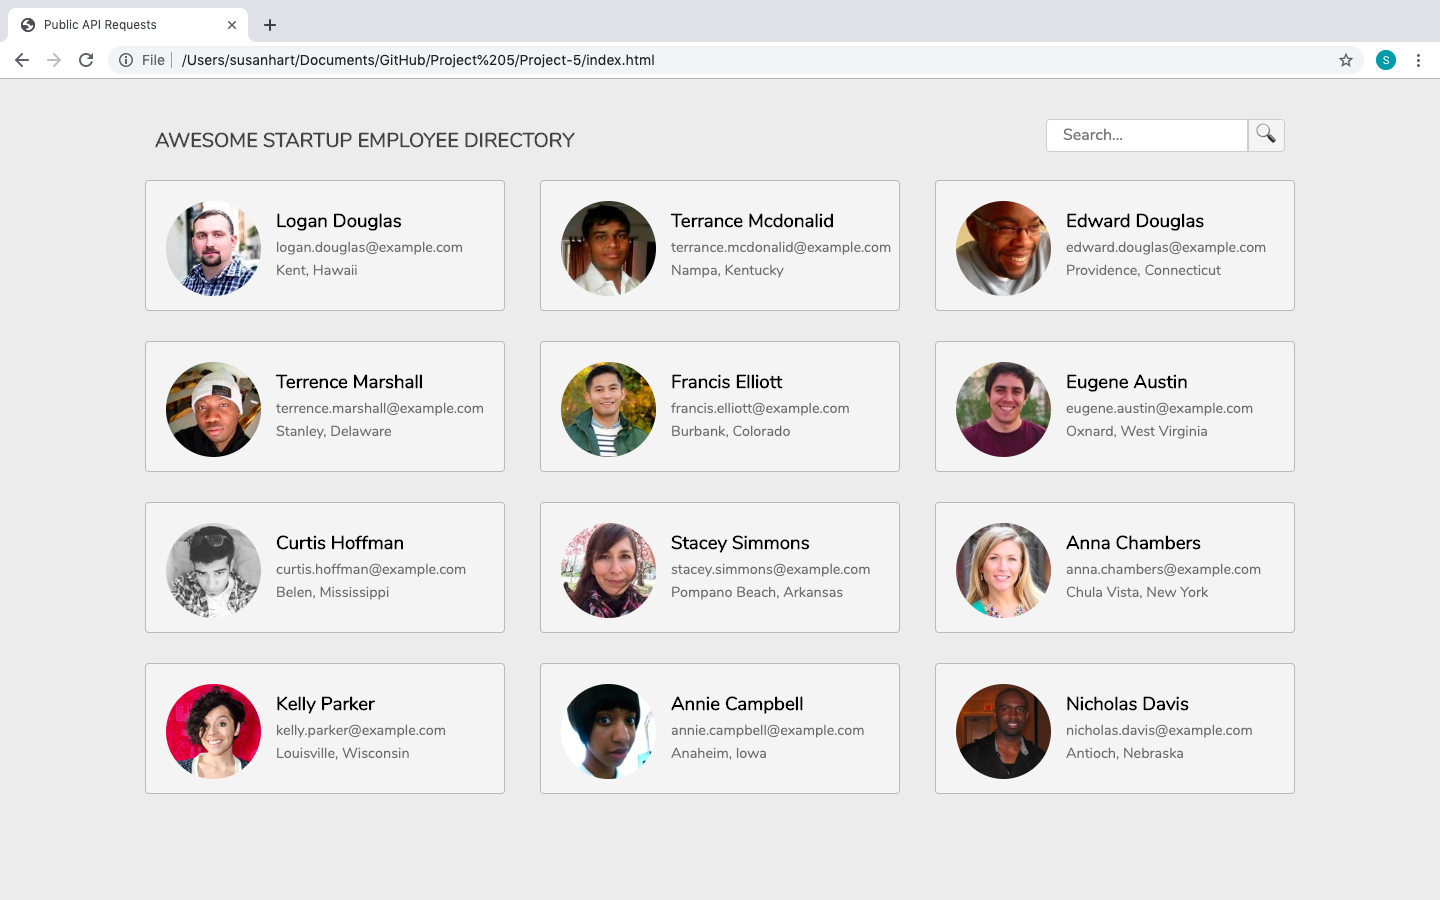 Public API Requests
File
/Users/susanhart/Documents/GitHub/Project%205/Project-5/index.html
S
AWESOME STARTUP EMPLOYEE DIRECTORY
Search...
Logan Douglas
logan.douglas@example.com
Kent, Hawaii
Terrance Mcdonalid
terrance.mcdonalid@example.com
Nampa, Kentucky
Edward Douglas
edward.douglas@example.com
Providence, Connecticut
Terrence Marshall
terrence.marshall@example.com
Stanley, Delaware
Francis Elliott
francis.elliott@example.com
Burbank, Colorado
Eugene Austin
eugene.austin@example.com
Oxnard, West Virginia
Curtis Hoffman
curtis.hoffman@example.com
Belen, Mississippi
Stacey Simmons
stacey.simmons@example.com
Pompano Beach, Arkansas
Anna Chambers
anna.chambers@example.com
Chula Vista, New York
Kelly Parker
kelly.parker@example.com
Louisville, Wisconsin
Annie Campbell
annie.campbell@example.com
Anaheim, Iowa
Nicholas Davis
nicholas.davis@example.com
Antioch, Nebraska